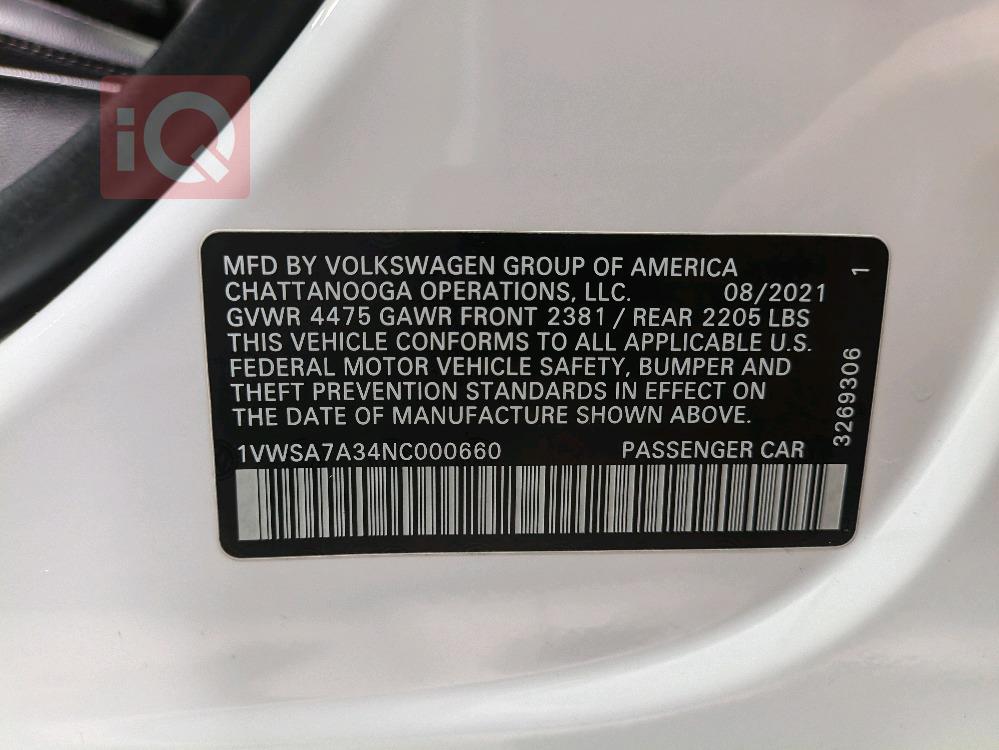 iQ
MFD BY VOLKSWAGEN GROUP OF AMERICA
CHATTANOOGA OPERATIONS, LLC. 08/2021
GVWR 4475 GAWR FRONT 2381 / REAR 2205 LBS
THIS VEHICLE CONFORMS TO ALL APPLICABLE U.S.
FEDERAL MOTOR VEHICLE SAFETY, BUMPER AND
THEFT PREVENTION STANDARDS IN EFFECT ON
THE DATE OF MANUFACTURE SHOWN ABOVE.
1VWSA7A34NC000660 PASSENGER CAR
3269306 1